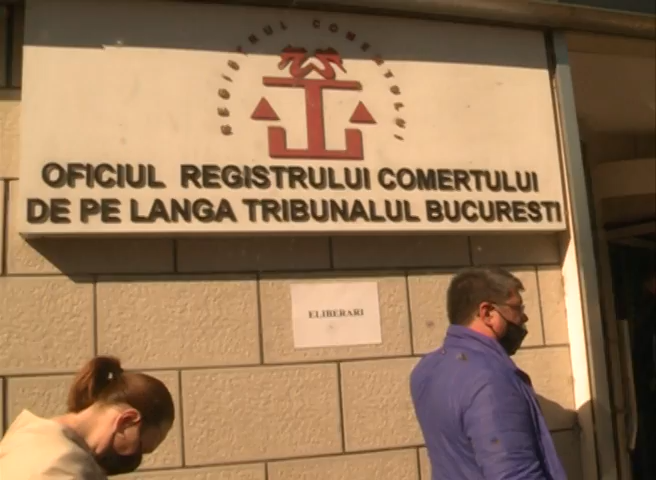 REGISTRUL COMERTULUI
OFICIUL REGISTRULUI COMERTULUI
DE PE LANGA TRIBUNALUL BUCURESTI
ELIBERARI